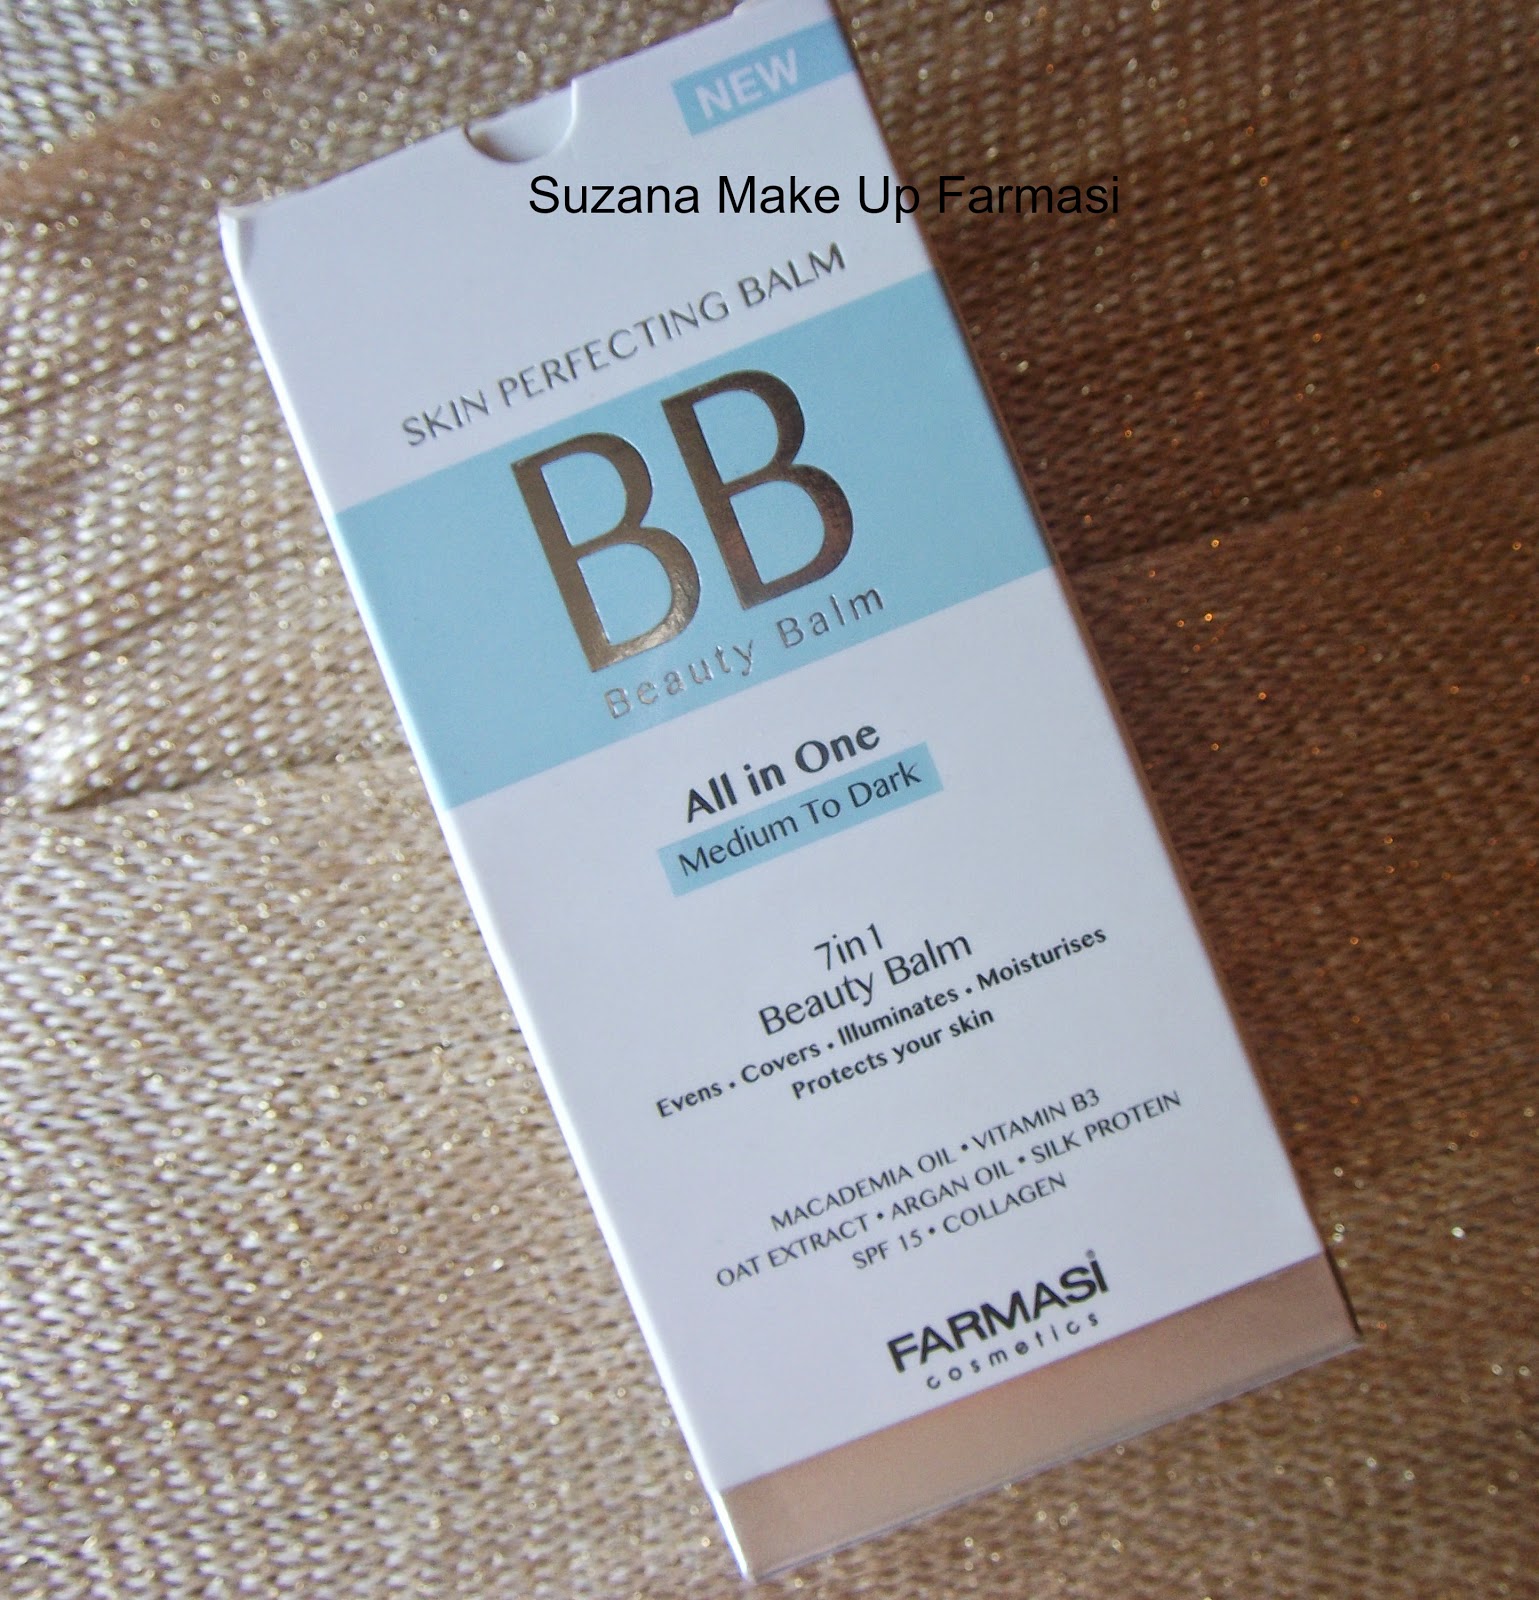 NEW
Suzana Make Up Farmasi
SKIN PERFECTING BALM
BB
Beauty Balm
All in One
Medium To Dark
7in1
Beauty Balm
Evens • Covers • Illuminates • Moisturises
Protects your skin
MACADEMIA OIL • VITAMIN B3
OAT EXTRACT • ARGAN OIL • SILK PROTEIN
SPF 15 • COLLAGEN
FARMASİ®
cosmetics